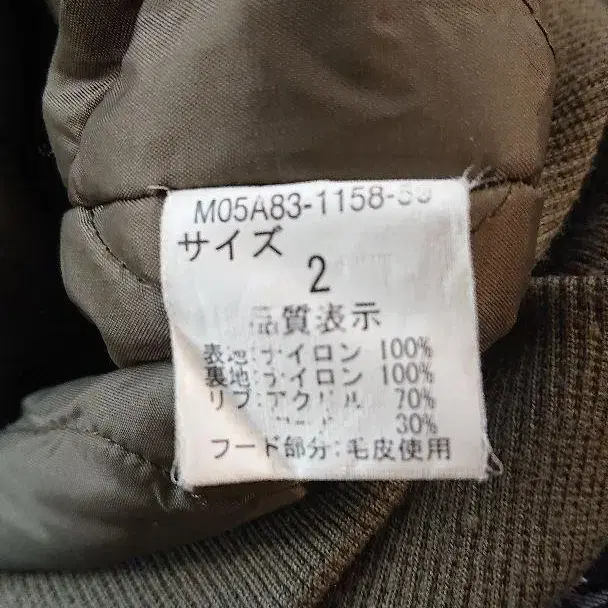 M05A83-1158-
サイズ
2
品質表示
表地:ナイロン 100%
裏地:ナイロン 100%
リブ:アクリル 70%
30%
フード部分:毛皮使用